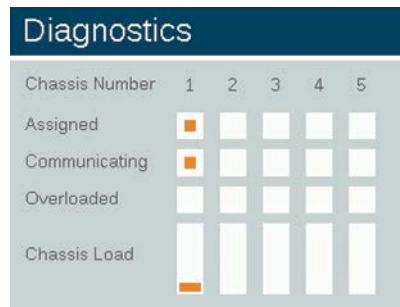 Diagnostics
Chassis Number 1 2 3 4 5
Assigned
Communicating
Overloaded
Chassis Load